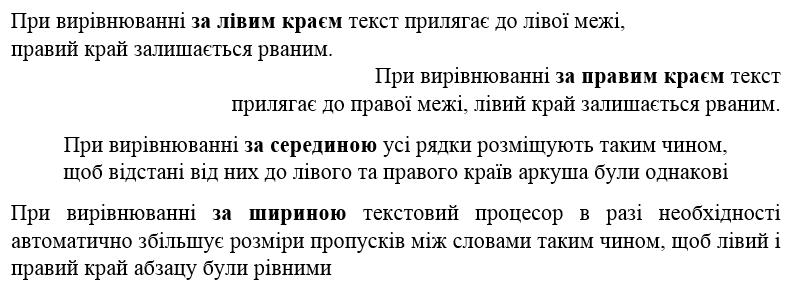 При вирівнюванні за лівим краєм текст прилягає до лівої межі,
правий край залишається рваним.
При вирівнюванні за правим краєм текст
прилягає до правої межі, лівий край залишається рваним.
При вирівнюванні за серединою усі рядки розміщують таким чином,
щоб відстані від них до лівого та правого країв аркуша були однакові
При вирівнюванні за шириною текстовий процесор в разі необхідності
автоматично збільшує розміри пропусків між словами таким чином, щоб лівий і
правий край абзацу були рівними